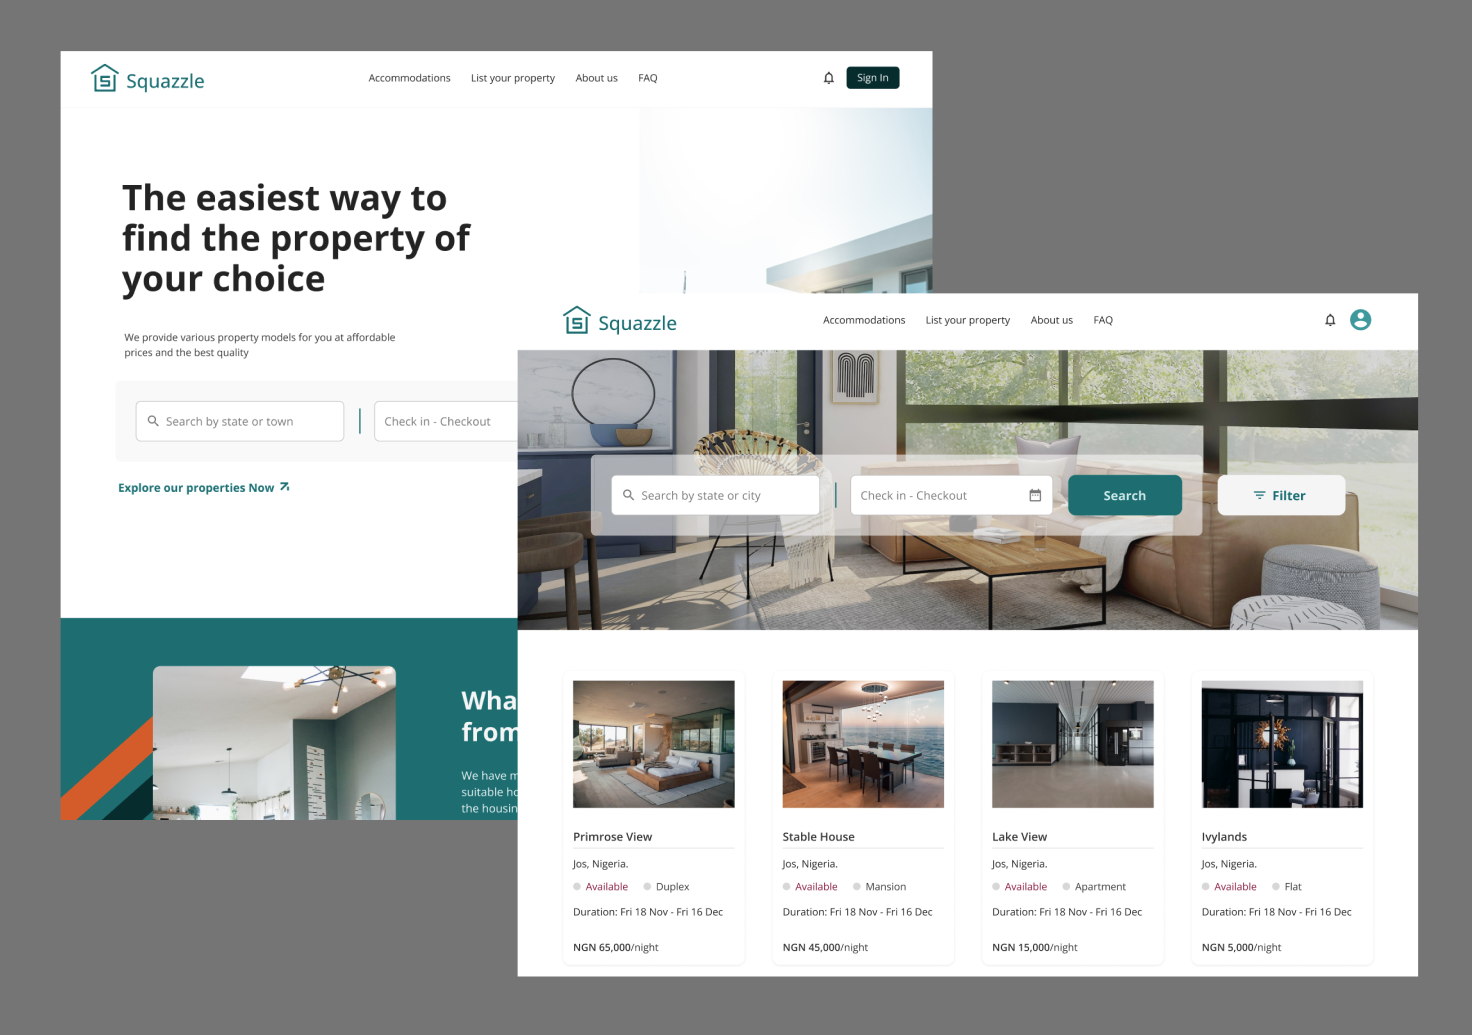 Squazzle
Accommodations List your property About us FAQ
Sign In
The easiest way to
find the property of
your choice
We provide various property models for you at affordable
prices and the best quality
Search by state or town
Check in - Checkout
Explore our properties Now
Wha
from
We have m
suitable ho
the housin
Squazzle
Accommodations List your property About us FAQ
Search by state or city
Check in - Checkout
Search
Filter
Primrose View
Jos, Nigeria.
Available Duplex
Duration: Fri 18 Nov - Fri 16 Dec
NGN 65,000/night
Stable House
Jos, Nigeria.
Available Mansion
Duration: Fri 18 Nov - Fri 16 Dec
NGN 45,000/night
Lake View
Jos, Nigeria.
Available Apartment
Duration: Fri 18 Nov - Fri 16 Dec
NGN 15,000/night
Ivylands
Jos, Nigeria.
Available Flat
Duration: Fri 18 Nov - Fri 16 Dec
NGN 5,000/night